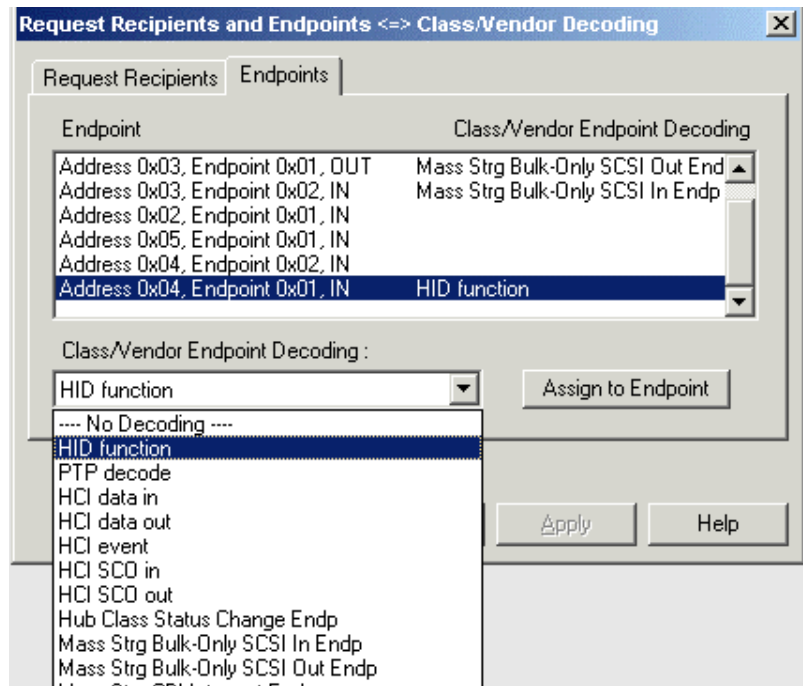 Request Recipients and Endpoints <=> Class/Vendor Decoding
Request Recipients Endpoints
Endpoint Class/Vendor Endpoint Decoding
Address 0x03, Endpoint 0x01, OUT Mass Strg Bulk-Only SCSI Out End
Address 0x03, Endpoint 0x02, IN Mass Strg Bulk-Only SCSI In Endp
Address 0x02, Endpoint 0x01, IN
Address 0x05, Endpoint 0x01, IN
Address 0x04, Endpoint 0x02, IN
Address 0x04, Endpoint 0x01, IN HID function
Class/Vendor Endpoint Decoding :
HID function Assign to Endpoint
---- No Decoding ----
HID function
PTP decode
HCI data in
HCI data out
HCI event
HCI SCO in
HCI SCO out
Hub Class Status Change Endp
Mass Strg Bulk-Only SCSI In Endp
Mass Strg Bulk-Only SCSI Out Endp
Apply Help